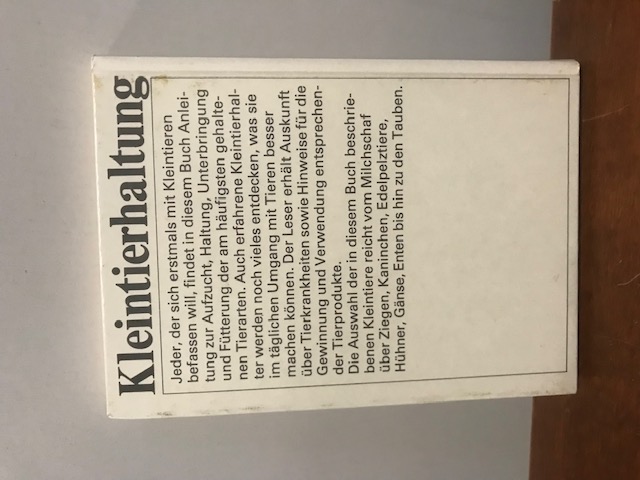 Kleintierhaltung
Jeder, der sich erstmals mit Kleintieren
befassen will, findet in diesem Buch Anlei-
tung zur Aufzucht, Haltung, Unterbringung
und Fütterung der am häufigsten gehalte-
nen Tierarten. Auch erfahrene Kleintierhal-
ter werden noch vieles entdecken, was sie
im täglichen Umgang mit Tieren besser
machen können. Der Leser erhält Auskunft
über Tierkrankheiten sowie Hinweise für die
Gewinnung und Verwendung entsprechen-
der Tierprodukte.
Die Auswahl der in diesem Buch beschrie-
benen Kleintiere reicht vom Milchschaf
über Ziegen, Kaninchen, Edelpelztiere,
Hühner, Gänse, Enten bis hin zu den Tauben.